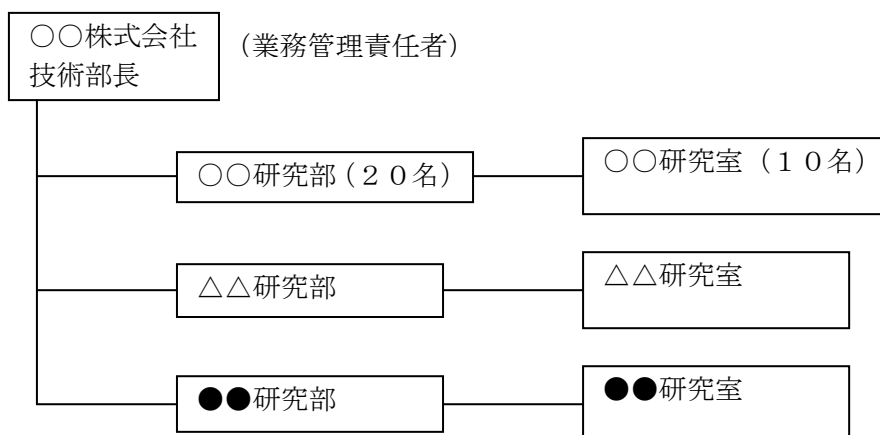 ○○株式会社
技術部長
（業務管理責任者）
○○研究部（２０名）
○○研究室（１０名）
△△研究部
△△研究室
●●研究部
●●研究室